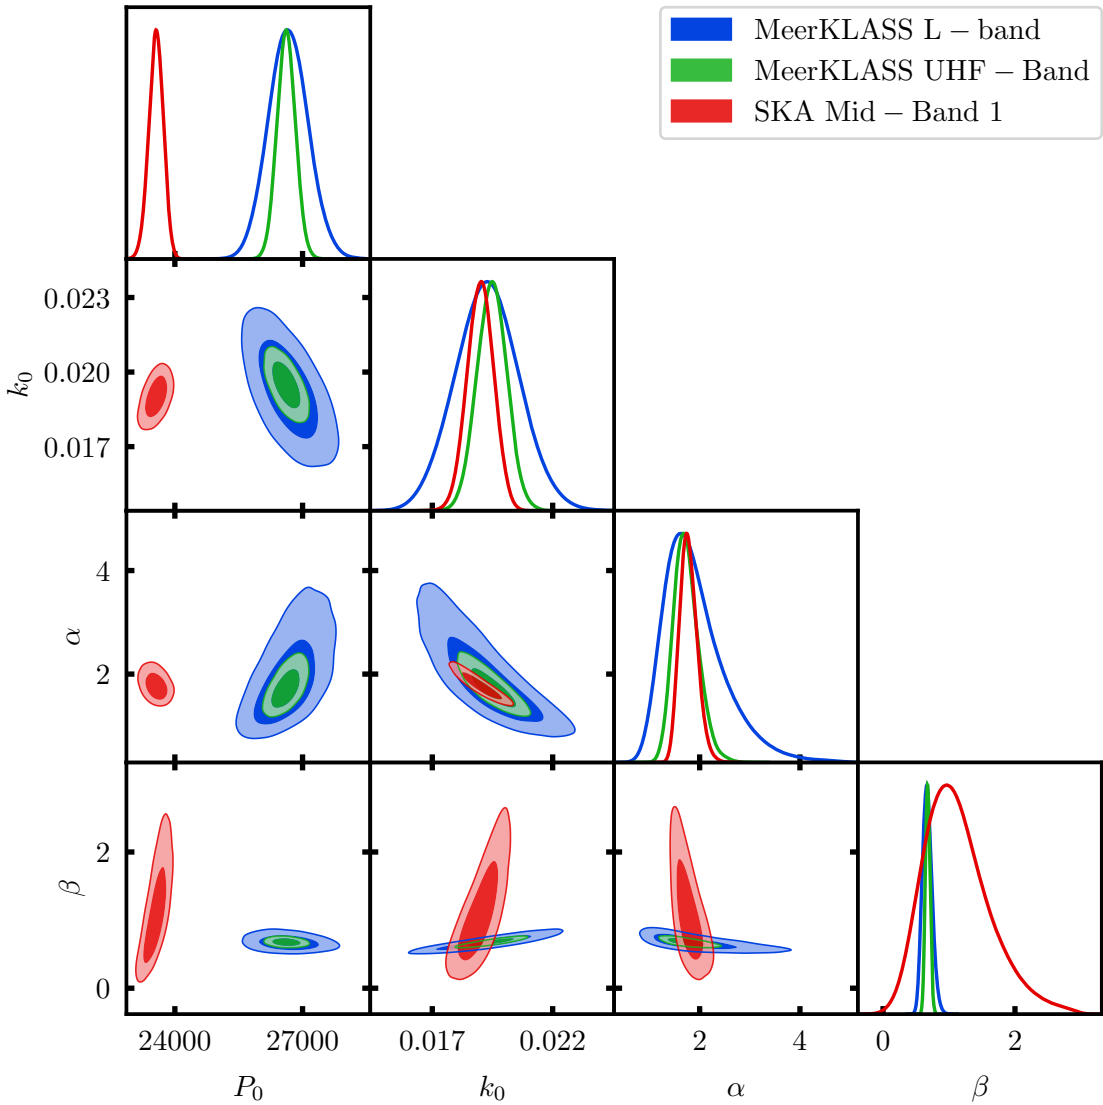 MeerKLASS L − band
MeerKLASS UHF − Band
SKA Mid − Band 1
0.023
0.020
0.017
k₀
4
2
α
2
0
β
24000 27000 0.017 0.022 2 4 0 2
P₀ k₀ α β